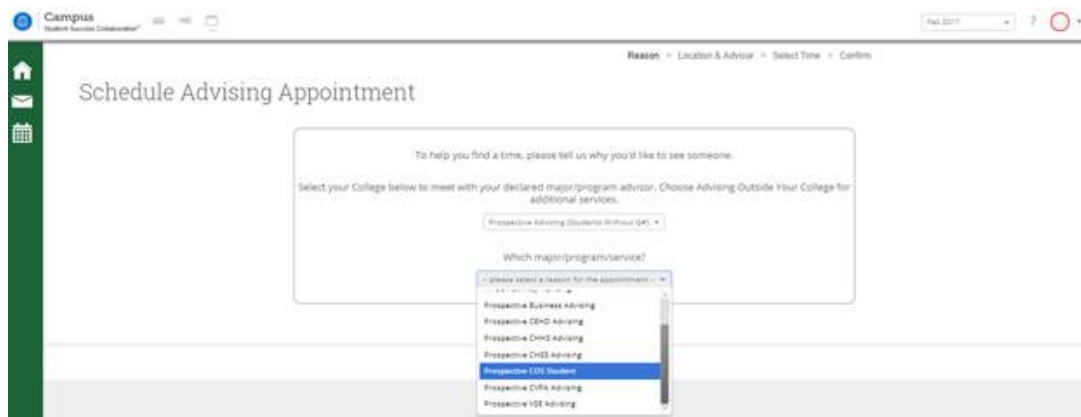 Campus
Student Success Collaborative
Fall 2017
?
Reason > Location & Advisor > Select Time > Confirm
Schedule Advising Appointment
To help you find a time, please tell us why you'd like to see someone.
Select your College below to meet with your declared major/program advisor. Choose Advising Outside Your College for
additional services.
Prospective Advising (Students Without G#)
Which major/program/service?
-- please select a reason for the appointment --
Prospective Business Advising
Prospective CEHD Advising
Prospective CHHS Advising
Prospective CHSS Advising
Prospective COS Student
Prospective CVPA Advising
Prospective VSE Advising